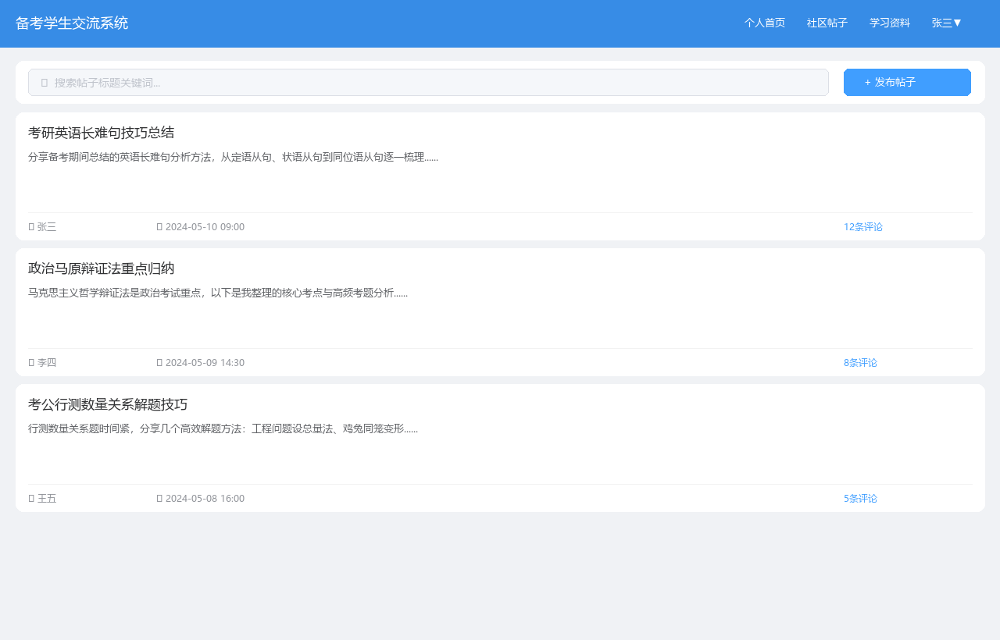 备考学生交流系统
个人首页 社区帖子 学习资料 张三▼
搜索帖子标题关键词...
+ 发布帖子
考研英语长难句技巧总结
分享备考期间总结的英语长难句分析方法，从定语从句、状语从句到同位语从句逐一梳理......
张三 2024-05-10 09:00 12条评论
政治马原辩证法重点归纳
马克思主义哲学辩证法是政治考试重点，以下是我整理的核心考点与高频考题分析......
李四 2024-05-09 14:30 8条评论
考公行测数量关系解题技巧
行测数量关系题时间紧，分享几个高效解题方法：工程问题设总量法、鸡兔同笼变形......
王五 2024-05-08 16:00 5条评论